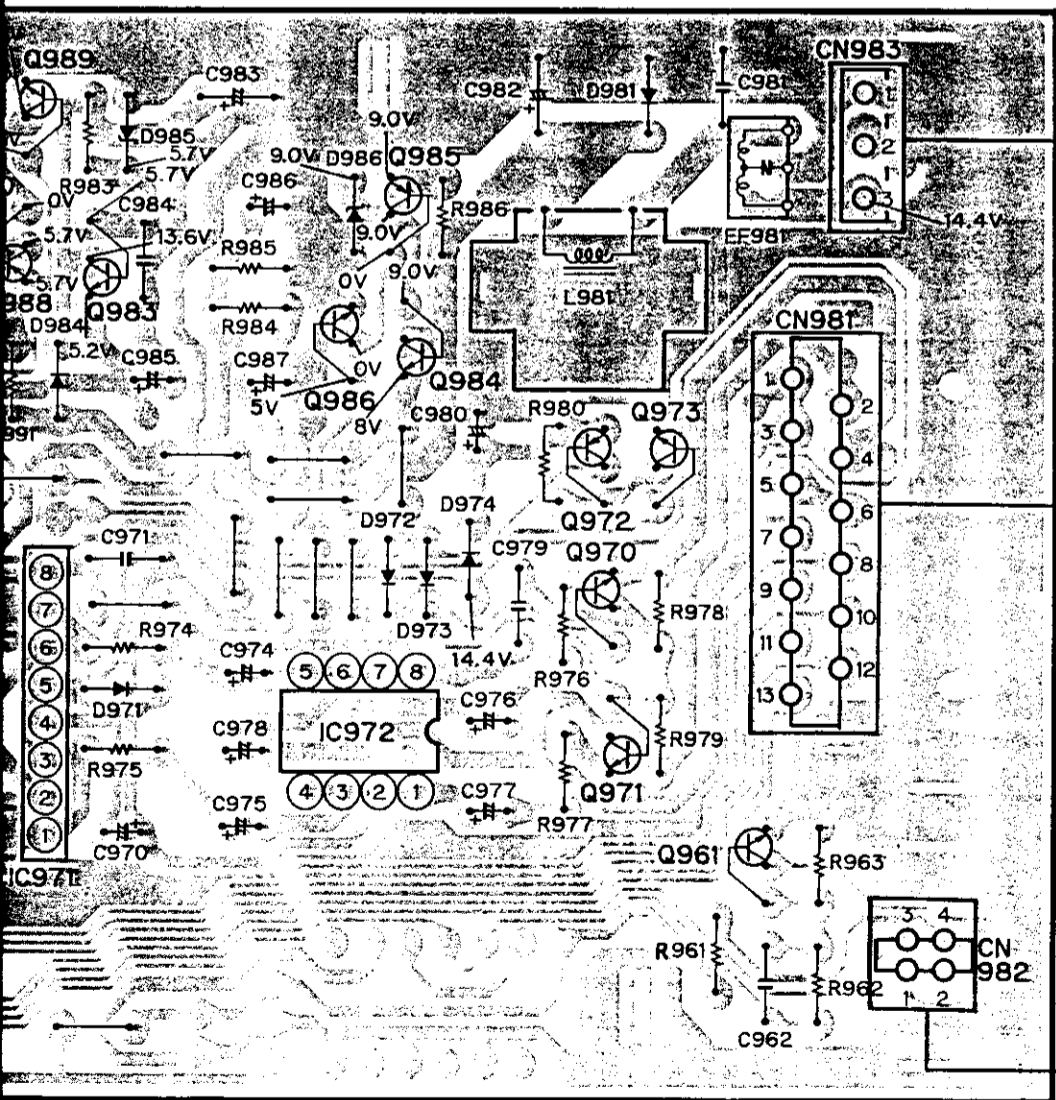 Q989
C983
C982
D981
C981
CN983
1
9.0V
D985
5.7V
9.0V
D986
Q985
N
2
R983
5.7V
C986
R986
3
0V
C984
14.4V
5.7V
13.6V
R985
9.0V
EF981
0V
9.0V
5.7V
Q983
L981
988
R984
CN981
D984
5.2V
C985
C987
0V
Q984
1
2
5V
Q986
8V
C980
R980
Q973
3
991
4
5
6
D972
D974
Q972
7
C971
C979
Q970
8
8
7
9
R978
10
6
R974
D973
11
5
C974
14.4V
R976
12
5
6
7
8
13
4
D971
C976
IC972
C978
R979
3
R975
2
4
3
2
1
Q971
C975
C977
R977
1
C970
Q961
R963
IC971
3
4
CN
982
R961
R962
1
2
C962